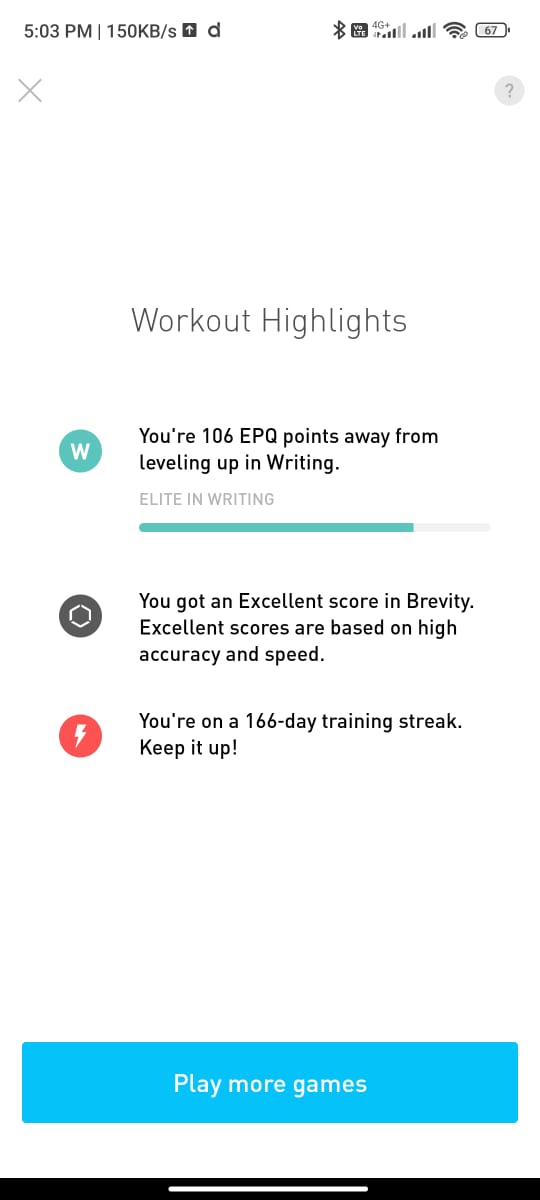 5:03 PM | 150KB/s d
Vo LTE 4G+ 67
?
Workout Highlights
W
You're 106 EPQ points away from
leveling up in Writing.
ELITE IN WRITING
You got an Excellent score in Brevity.
Excellent scores are based on high
accuracy and speed.
You're on a 166-day training streak.
Keep it up!
Play more games